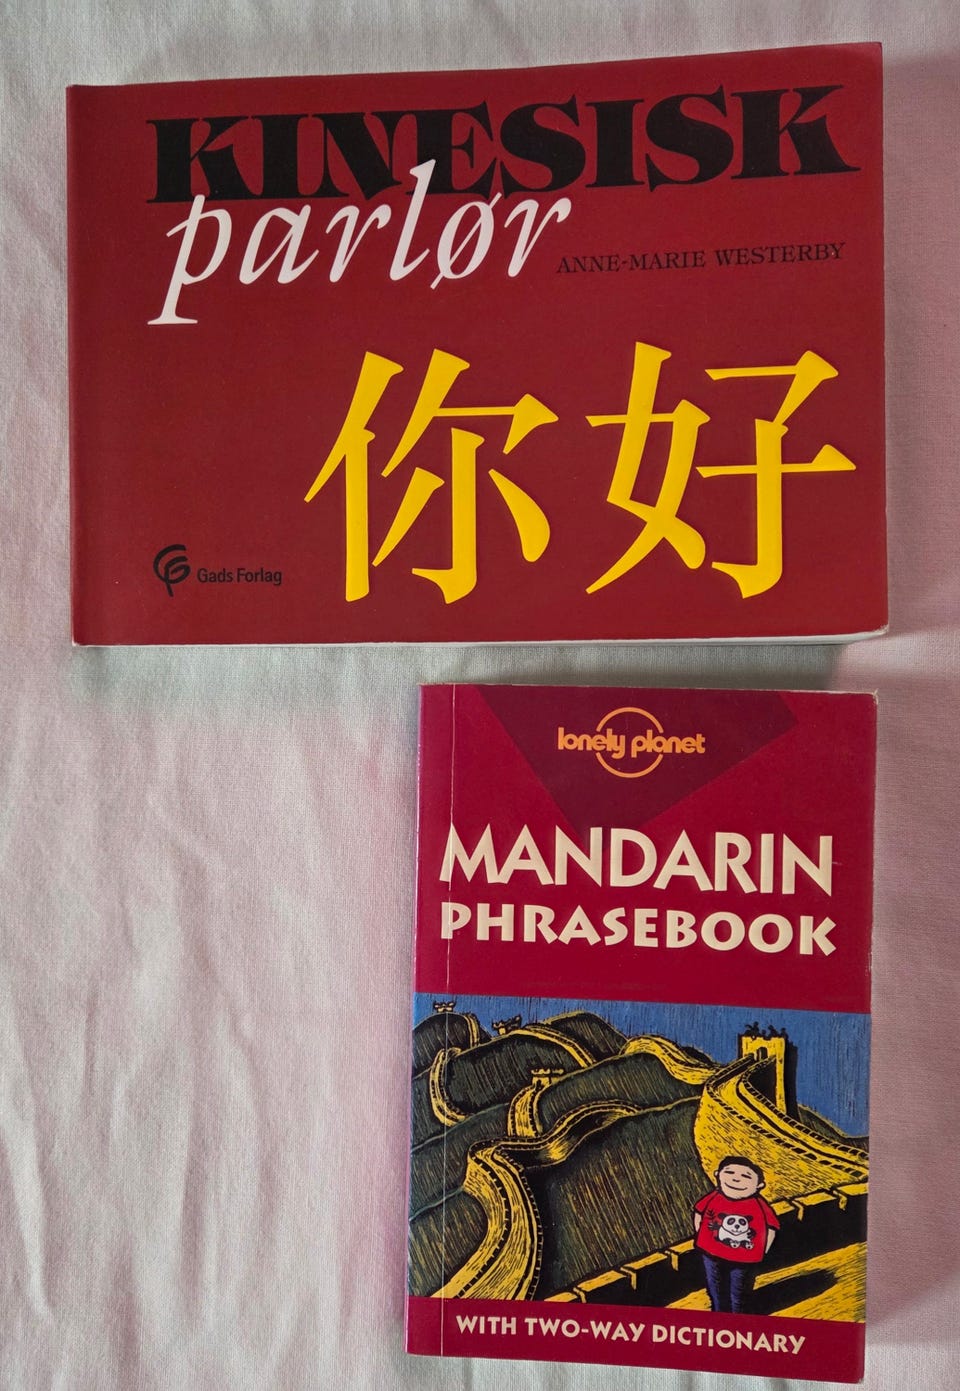 KINESISK
parlør
ANNE-MARIE WESTERBY
你好
Gads Forlag
lonely planet
MANDARIN
PHRASEBOOK
WITH TWO-WAY DICTIONARY